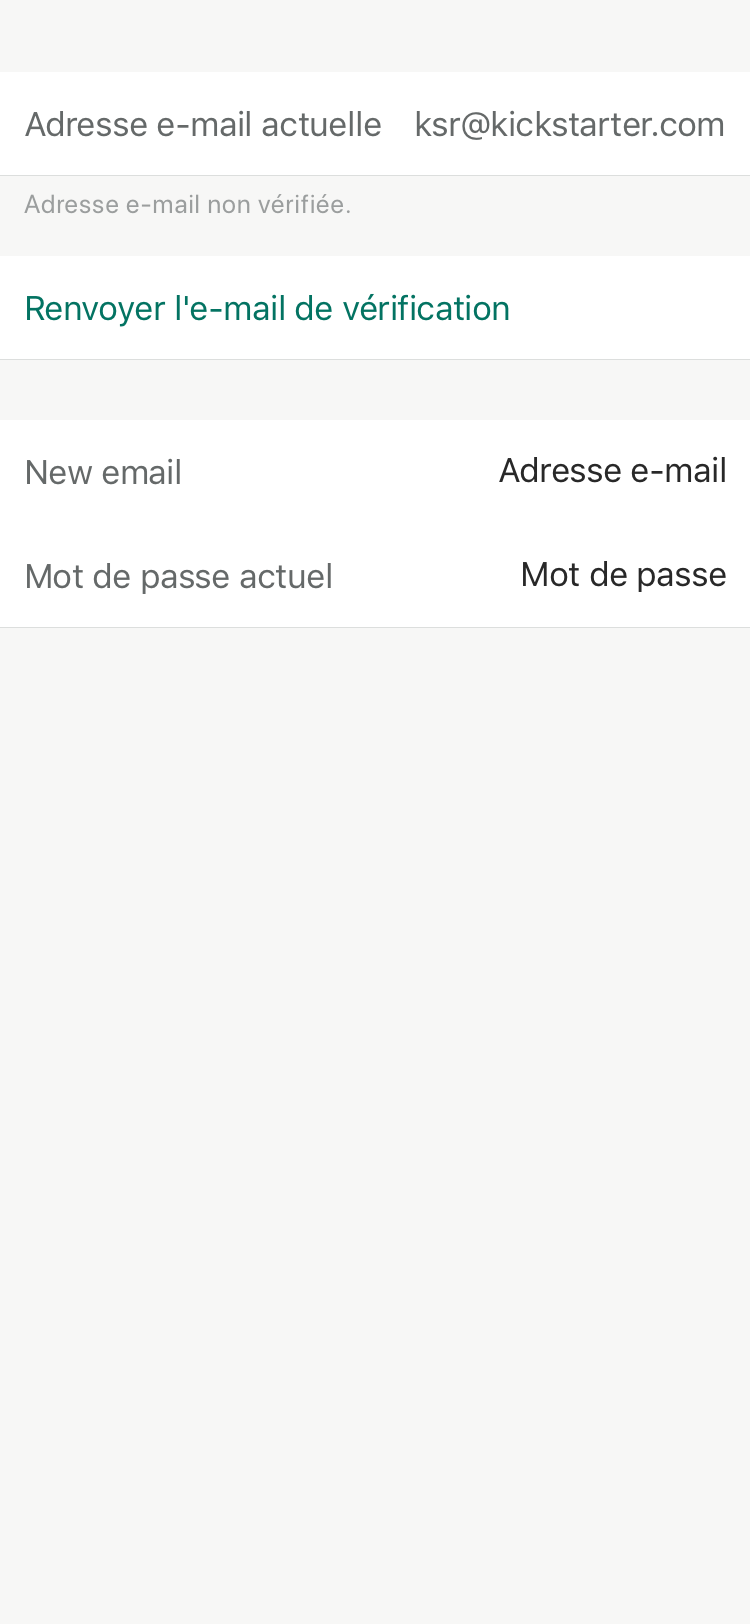 Adresse e-mail actuelle ksr@kickstarter.com
Adresse e-mail non vérifiée.
Renvoyer l'e-mail de vérification
New email Adresse e-mail
Mot de passe actuel Mot de passe